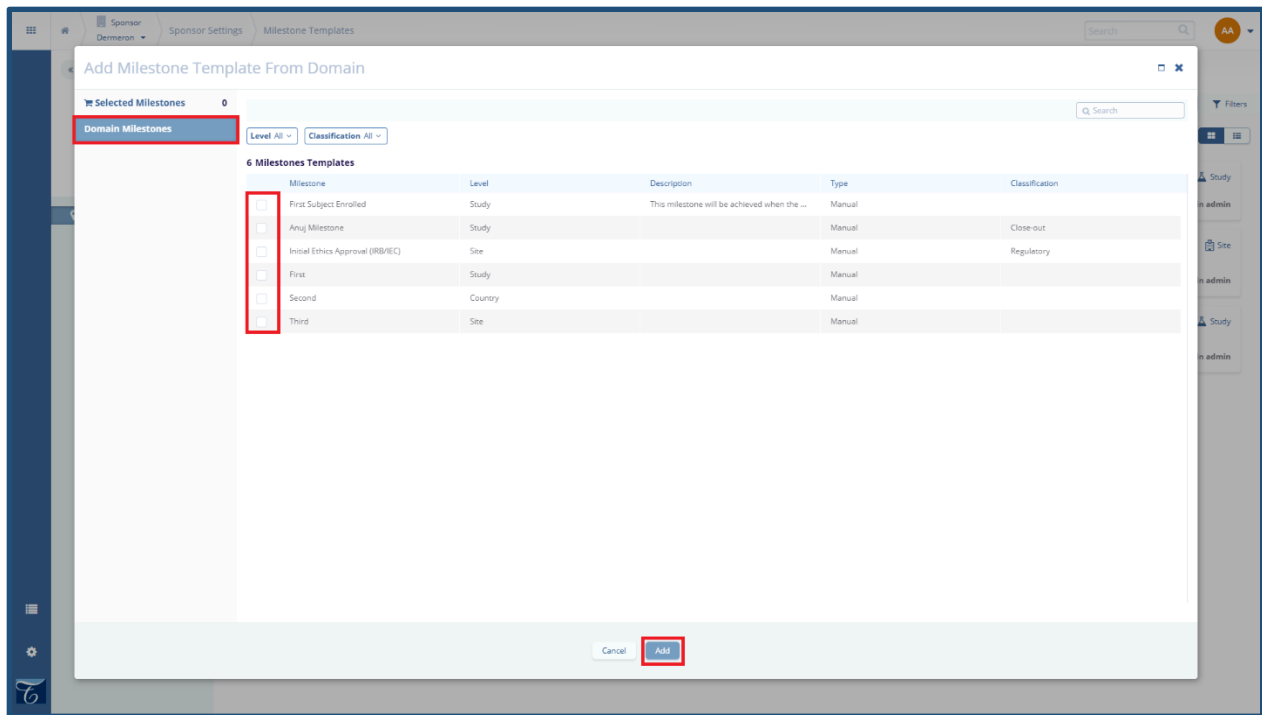 Sponsor
Dermeron
Sponsor Settings
Milestone Templates
Search
AA
Add Milestone Template From Domain
Selected Milestones 0
Search
Filters
Domain Milestones
Level All
Classification All
6 Milestones Templates
Milestone Level Description Type Classification
Study
First Subject Enrolled Study This milestone will be achieved when the ... Manual
n admin
Anuj Milestone Study Manual Close-out
Initial Ethics Approval (IRB/IEC) Site Manual Regulatory
Site
First Study Manual
n admin
Second Country Manual
Third Site Manual
Study
n admin
Cancel Add